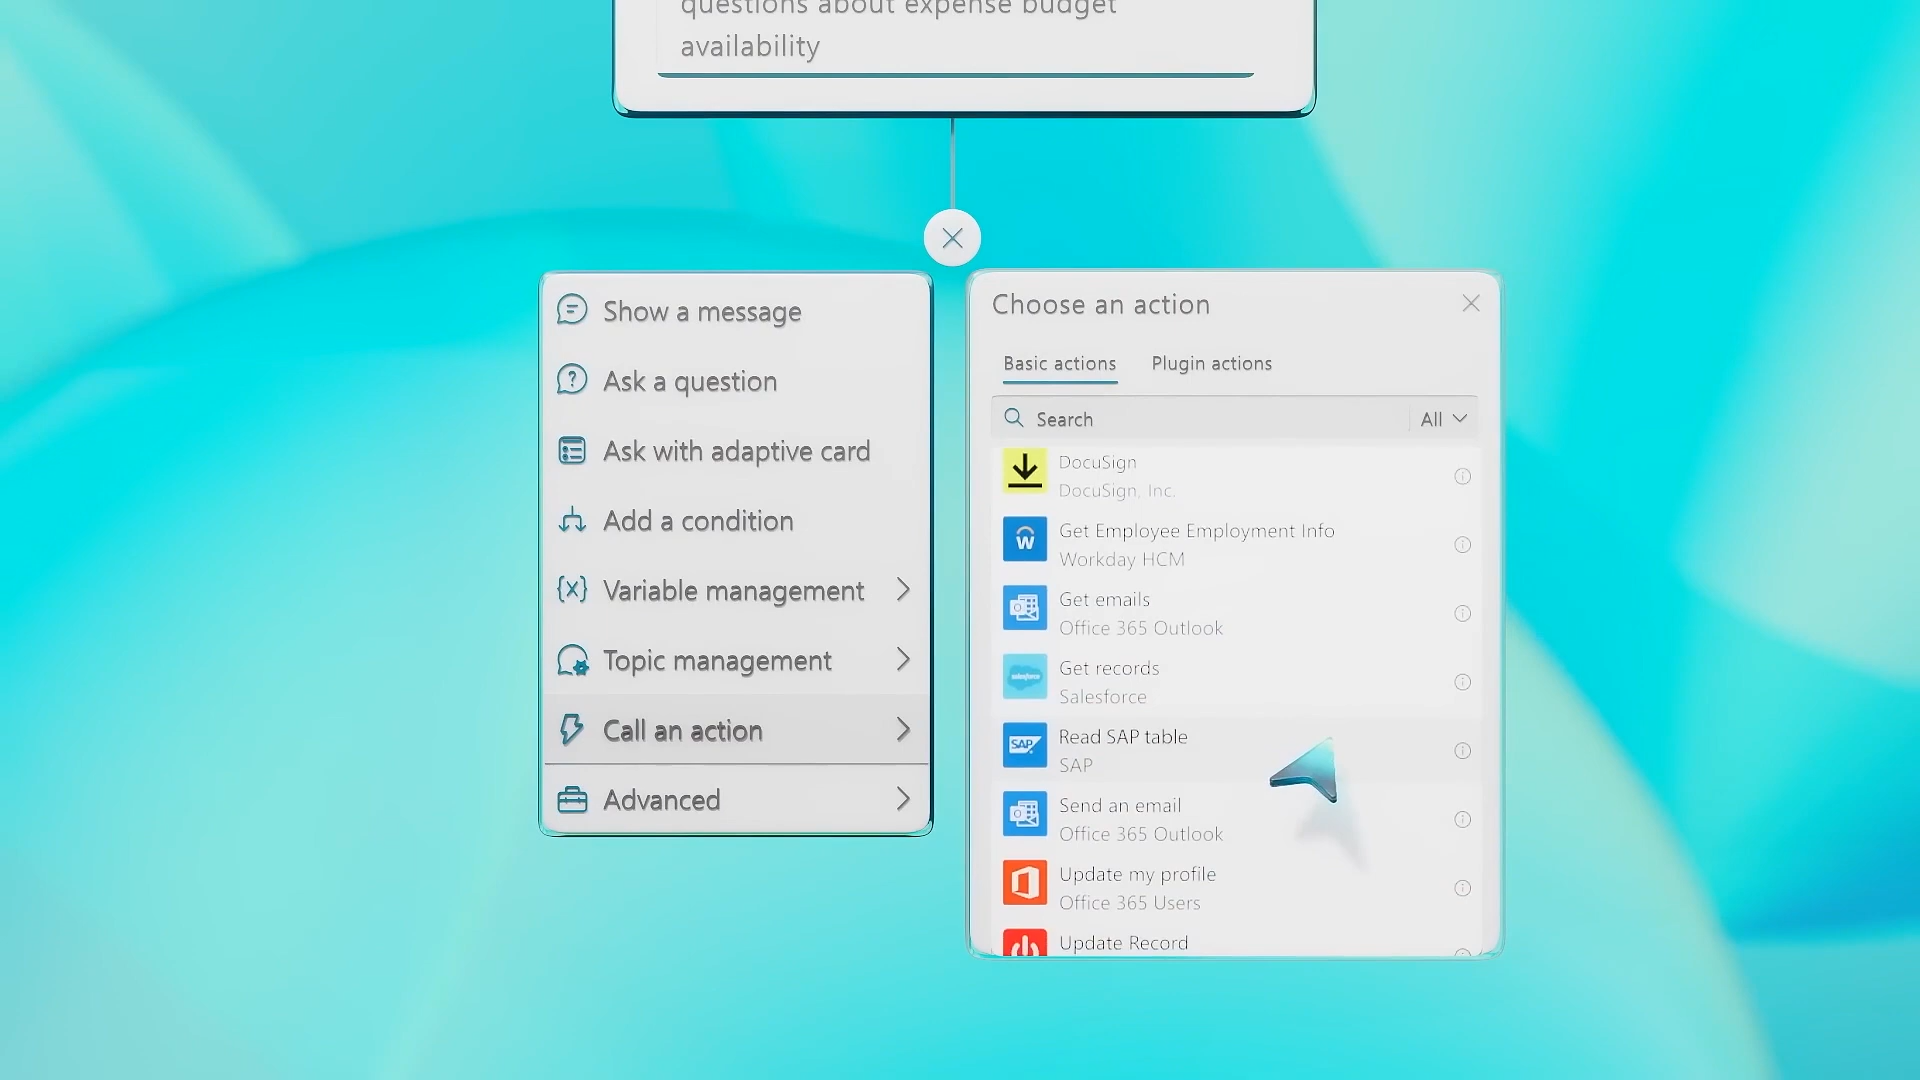 questions about expense budget
availability
Show a message
Ask a question
Ask with adaptive card
Add a condition
Variable management
Topic management
Call an action
Advanced
Choose an action
Basic actions Plugin actions
Search All
DocuSign
DocuSign, Inc.
Get Employee Employment Info
Workday HCM
Get emails
Office 365 Outlook
Get records
salesforce
Salesforce
Read SAP table
SAP
SAP
Send an email
Office 365 Outlook
Update my profile
Office 365 Users
Update Record